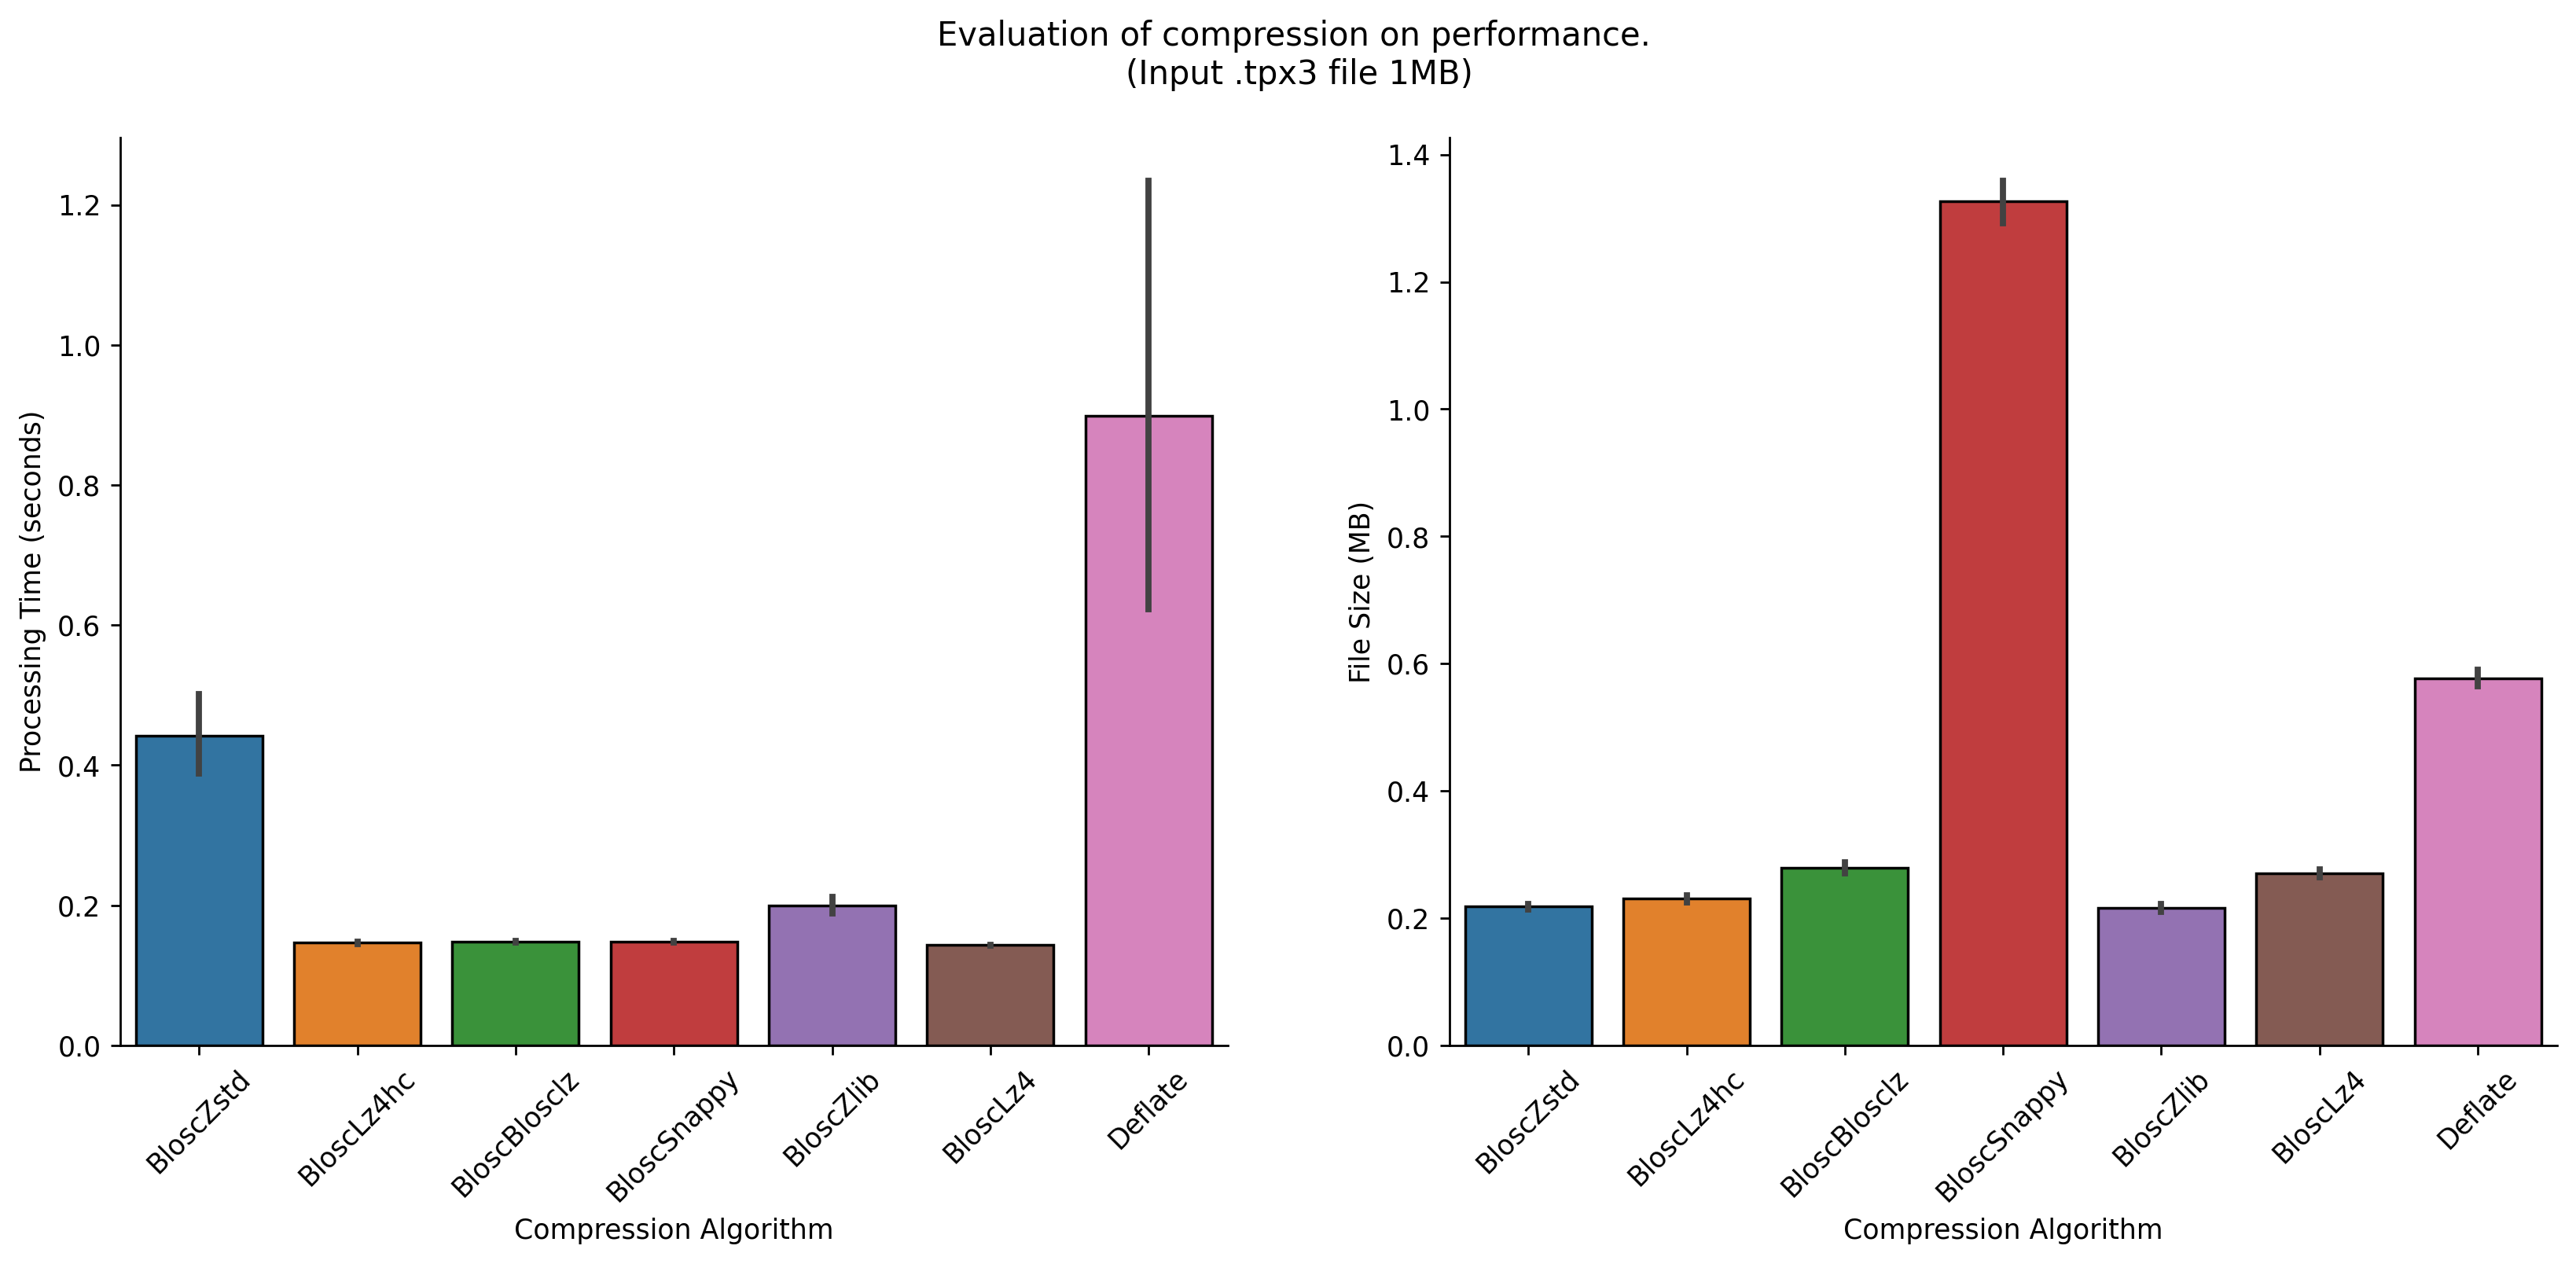 Evaluation of compression on performance.
(Input .tpx3 file 1MB)
Processing Time (seconds)
1.2
1.0
0.8
0.6
0.4
0.2
0.0
BloscZstd
BloscLz4hc
BloscBlosclz
BloscSnappy
BloscZlib
BloscLz4
Deflate
Compression Algorithm
File Size (MB)
1.4
1.2
1.0
0.8
0.6
0.4
0.2
0.0
BloscZstd
BloscLz4hc
BloscBlosclz
BloscSnappy
BloscZlib
BloscLz4
Deflate
Compression Algorithm